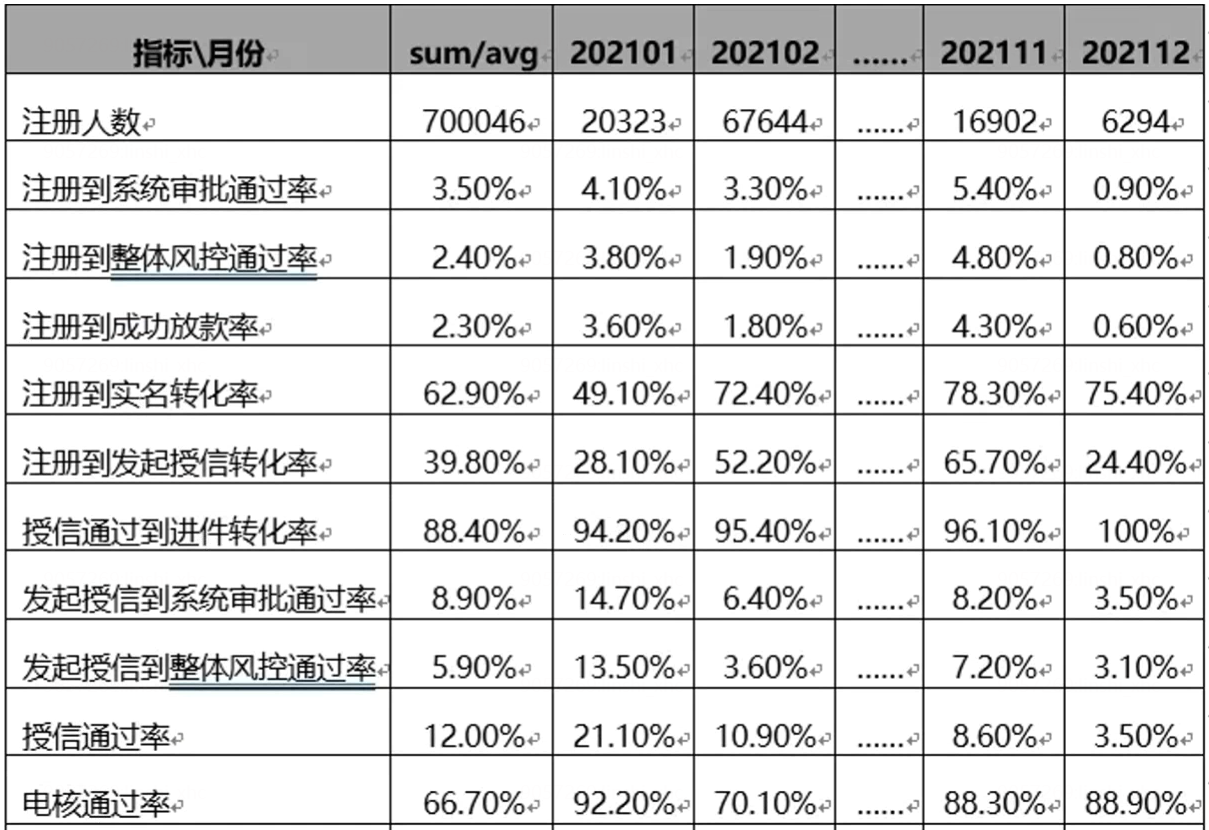 指标\月份 sum/avg 202101 202102 …… 202111 202112
注册人数 700046 20323 67644 …… 16902 6294
注册到系统审批通过率 3.50% 4.10% 3.30% …… 5.40% 0.90%
注册到整体风控通过率 2.40% 3.80% 1.90% …… 4.80% 0.80%
注册到成功放款率 2.30% 3.60% 1.80% …… 4.30% 0.60%
注册到实名转化率 62.90% 49.10% 72.40% …… 78.30% 75.40%
注册到发起授信转化率 39.80% 28.10% 52.20% …… 65.70% 24.40%
授信通过到进件转化率 88.40% 94.20% 95.40% …… 96.10% 100%
发起授信到系统审批通过率 8.90% 14.70% 6.40% …… 8.20% 3.50%
发起授信到整体风控通过率 5.90% 13.50% 3.60% …… 7.20% 3.10%
授信通过率 12.00% 21.10% 10.90% …… 8.60% 3.50%
电核通过率 66.70% 92.20% 70.10% …… 88.30% 88.90%